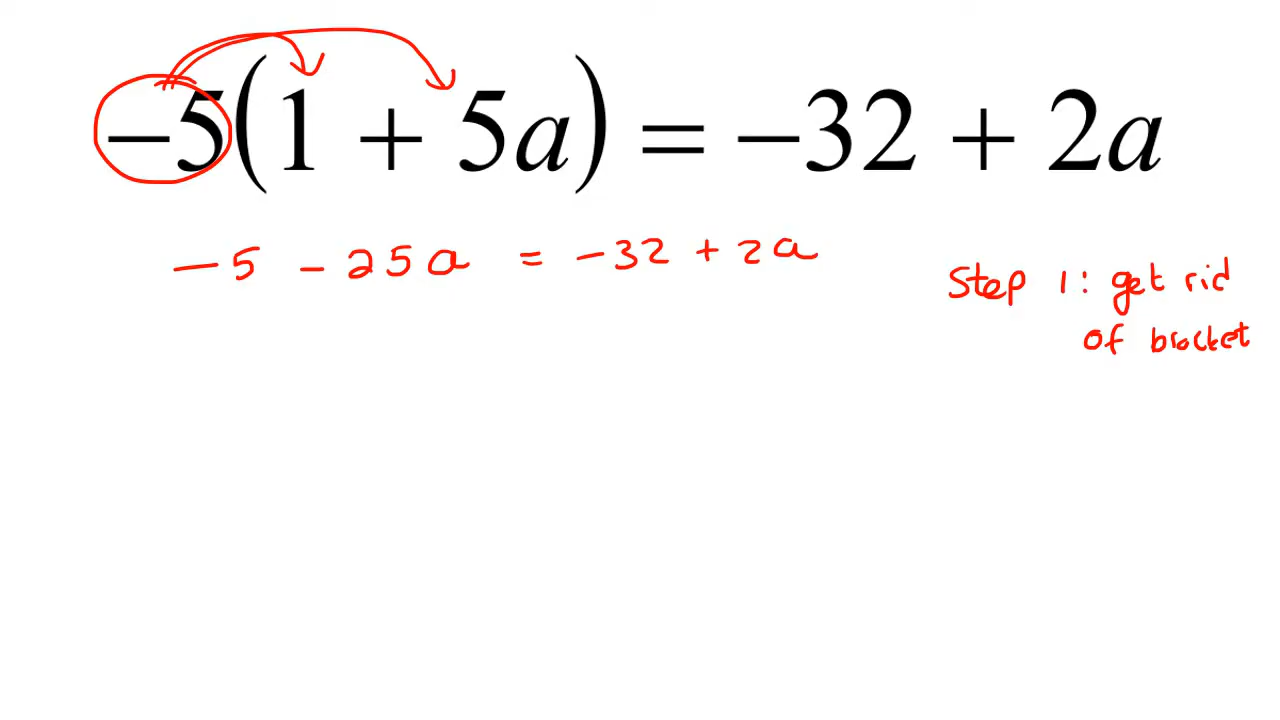 −5(1 + 5a) = −32 + 2a
−5 − 25a = −32 + 2a
Step 1: get rid
of bracket